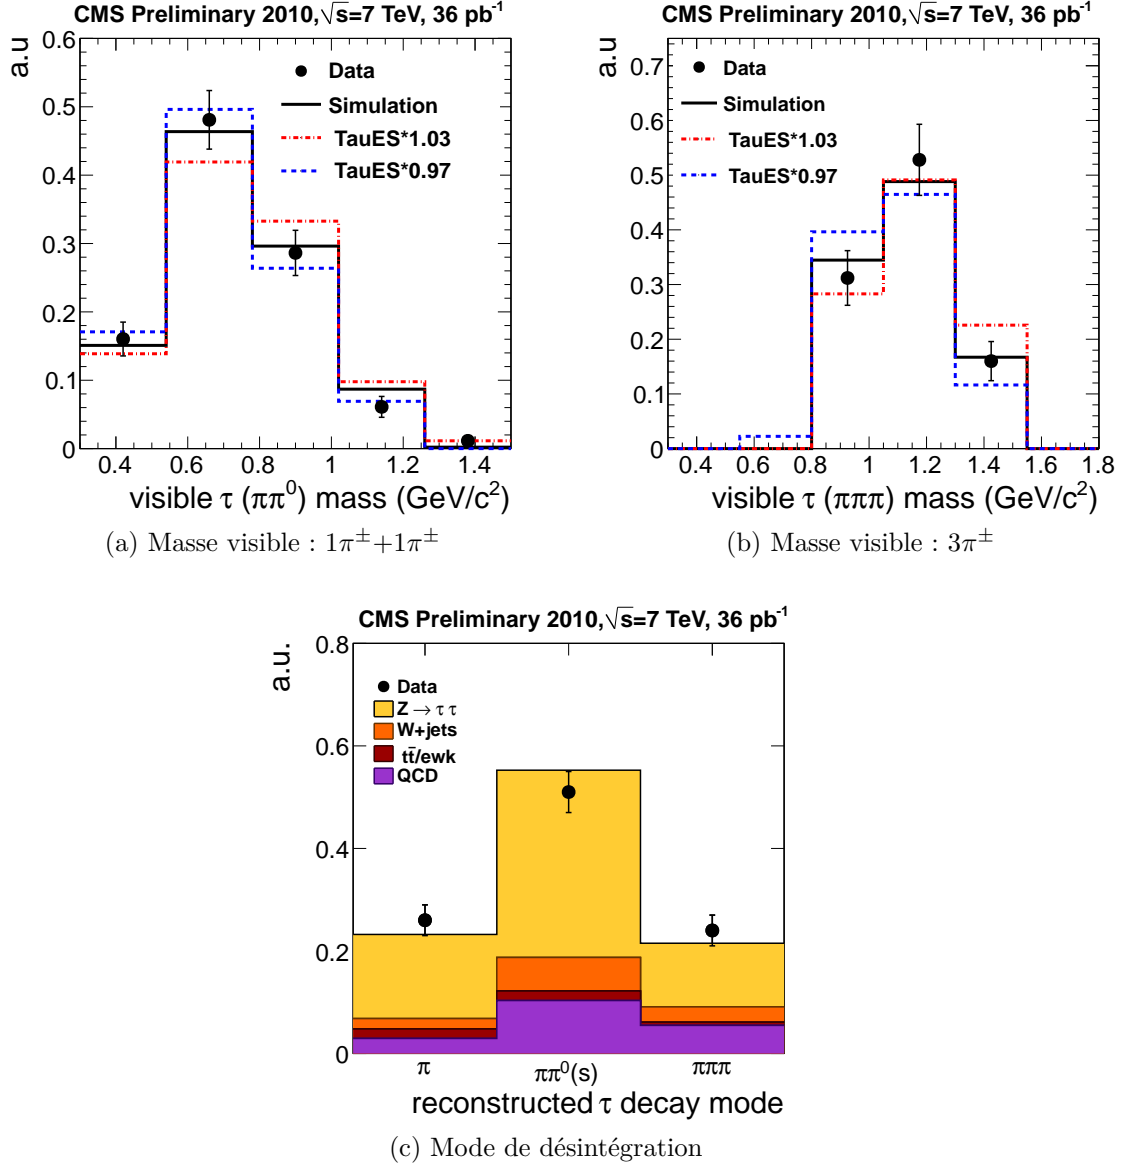 CMS Preliminary 2010,√s=7 TeV, 36 pb⁻¹
a.u
0.6
0.5
0.4
0.3
0.2
0.1
0
Data
Simulation
TauES*1.03
TauES*0.97
0.4 0.6 0.8 1 1.2 1.4
visible τ (ππ⁰) mass (GeV/c²)
(a) Masse visible : 1π±+1π±
CMS Preliminary 2010,√s=7 TeV, 36 pb⁻¹
a.u
0.7
0.6
0.5
0.4
0.3
0.2
0.1
0
Data
Simulation
TauES*1.03
TauES*0.97
0.4 0.6 0.8 1 1.2 1.4 1.6 1.8
visible τ (πππ) mass (GeV/c²)
(b) Masse visible : 3π±
CMS Preliminary 2010,√s=7 TeV, 36 pb⁻¹
a.u.
0.8
0.6
0.4
0.2
0
Data
Z → τ τ
W+jets
tt̄/ewk
QCD
π ππ⁰(s) πππ
reconstructed τ decay mode
(c) Mode de désintégration